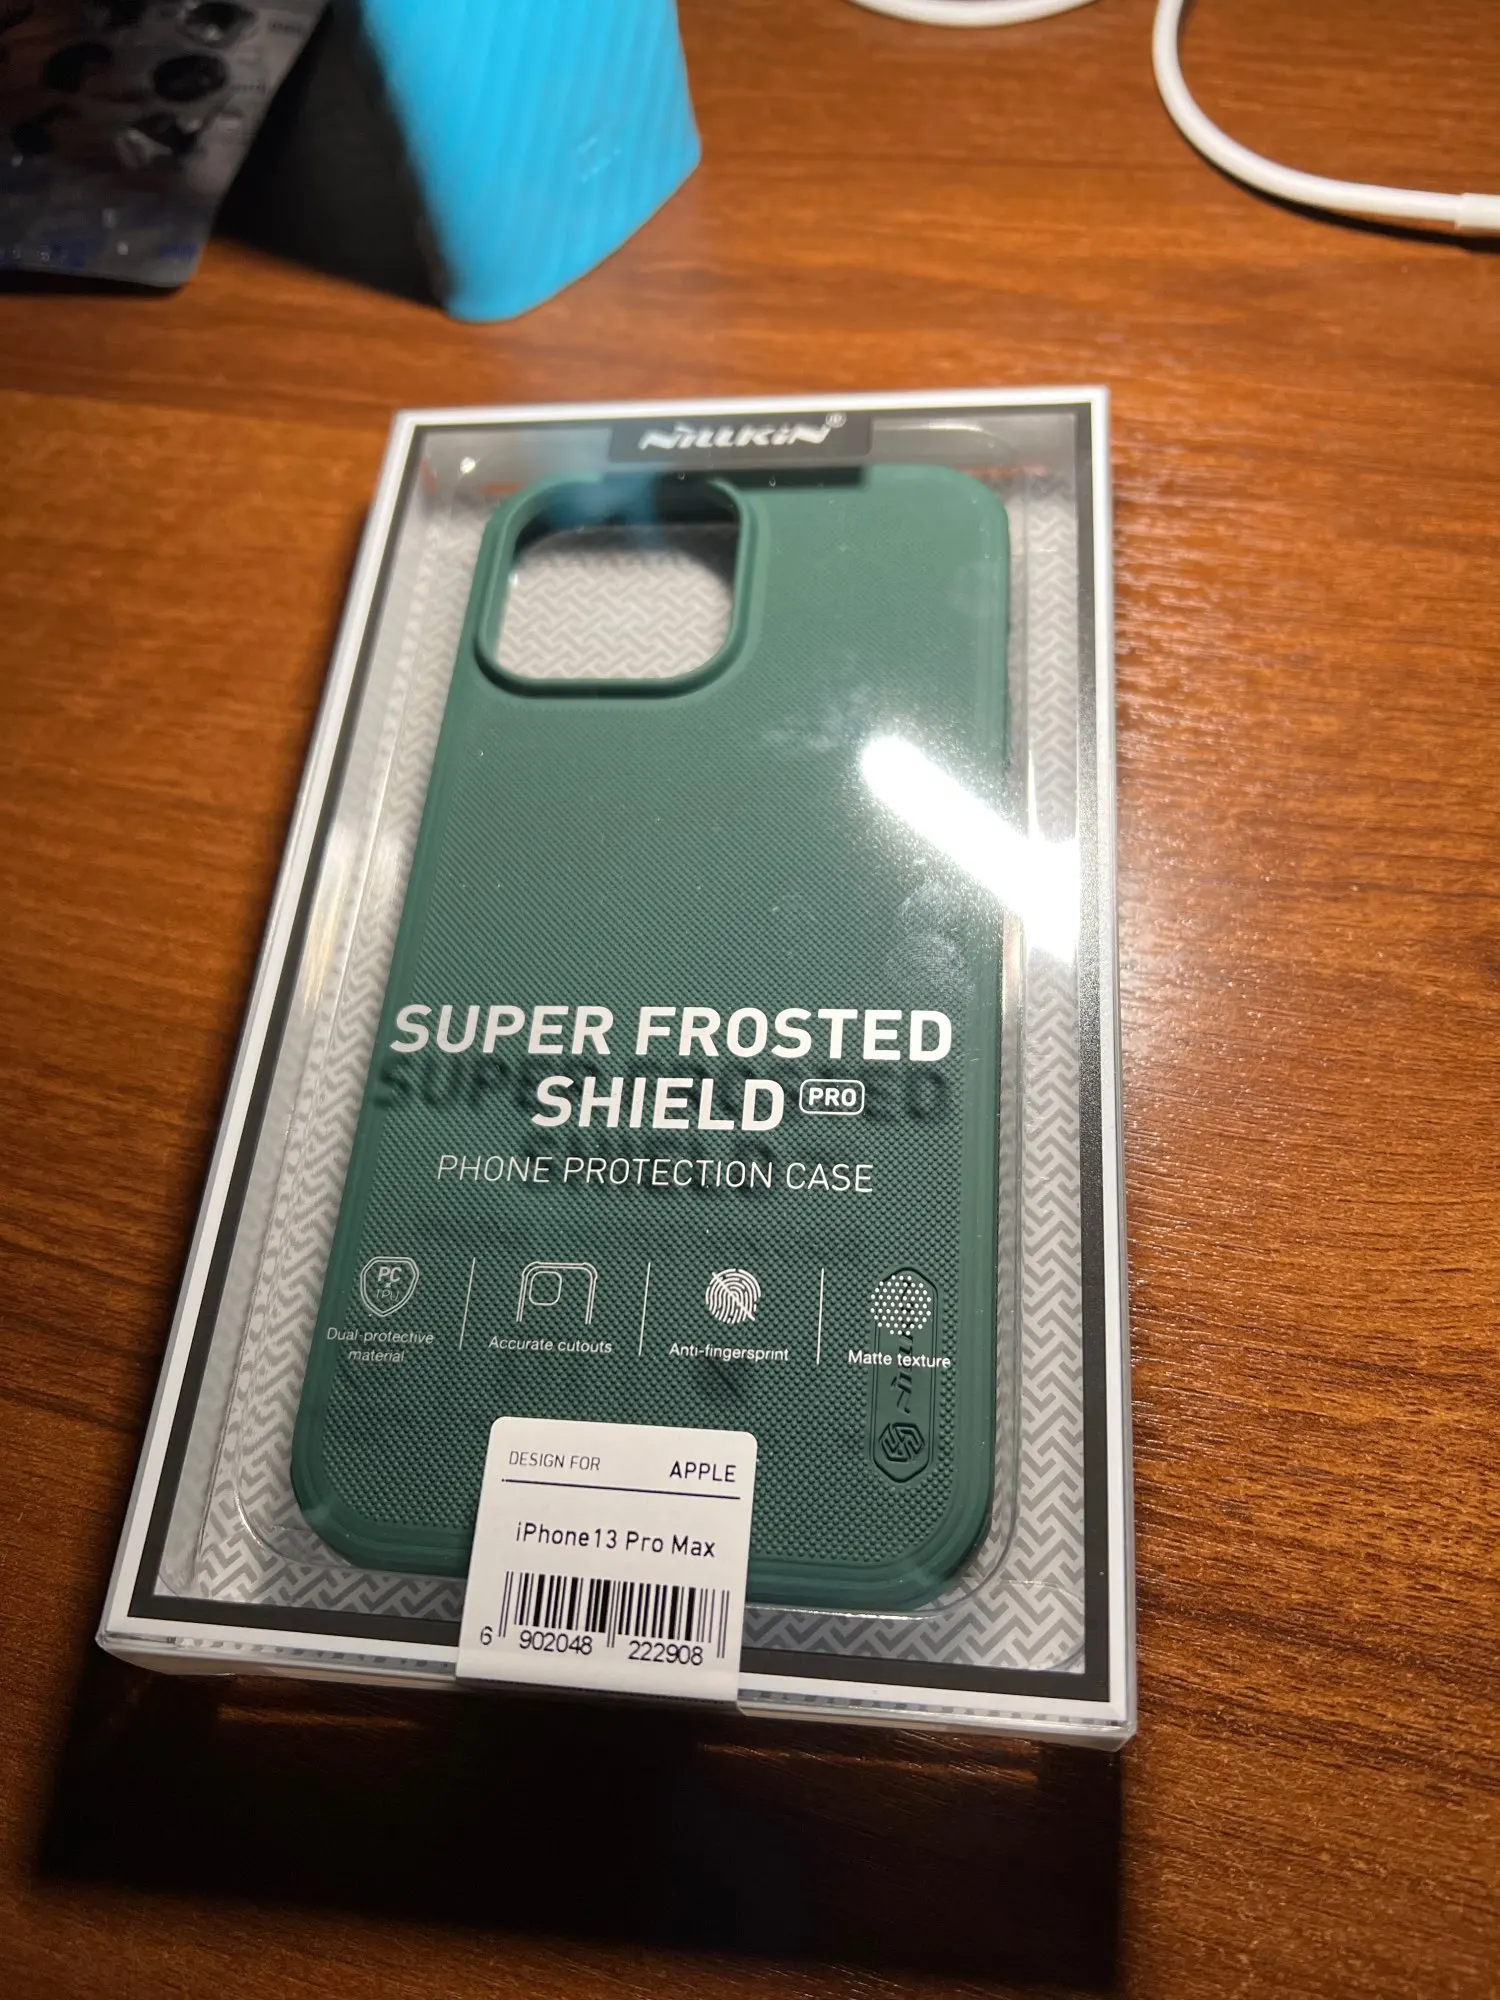 NILLKIN®
SUPER FROSTED
SHIELD PRO
PHONE PROTECTION CASE
PC
TPU
Dual-protective
material
Accurate cutouts
Anti-fingersprint
Matte texture
NILLKIN
DESIGN FOR APPLE
iPhone13 Pro Max
6 902048 222908